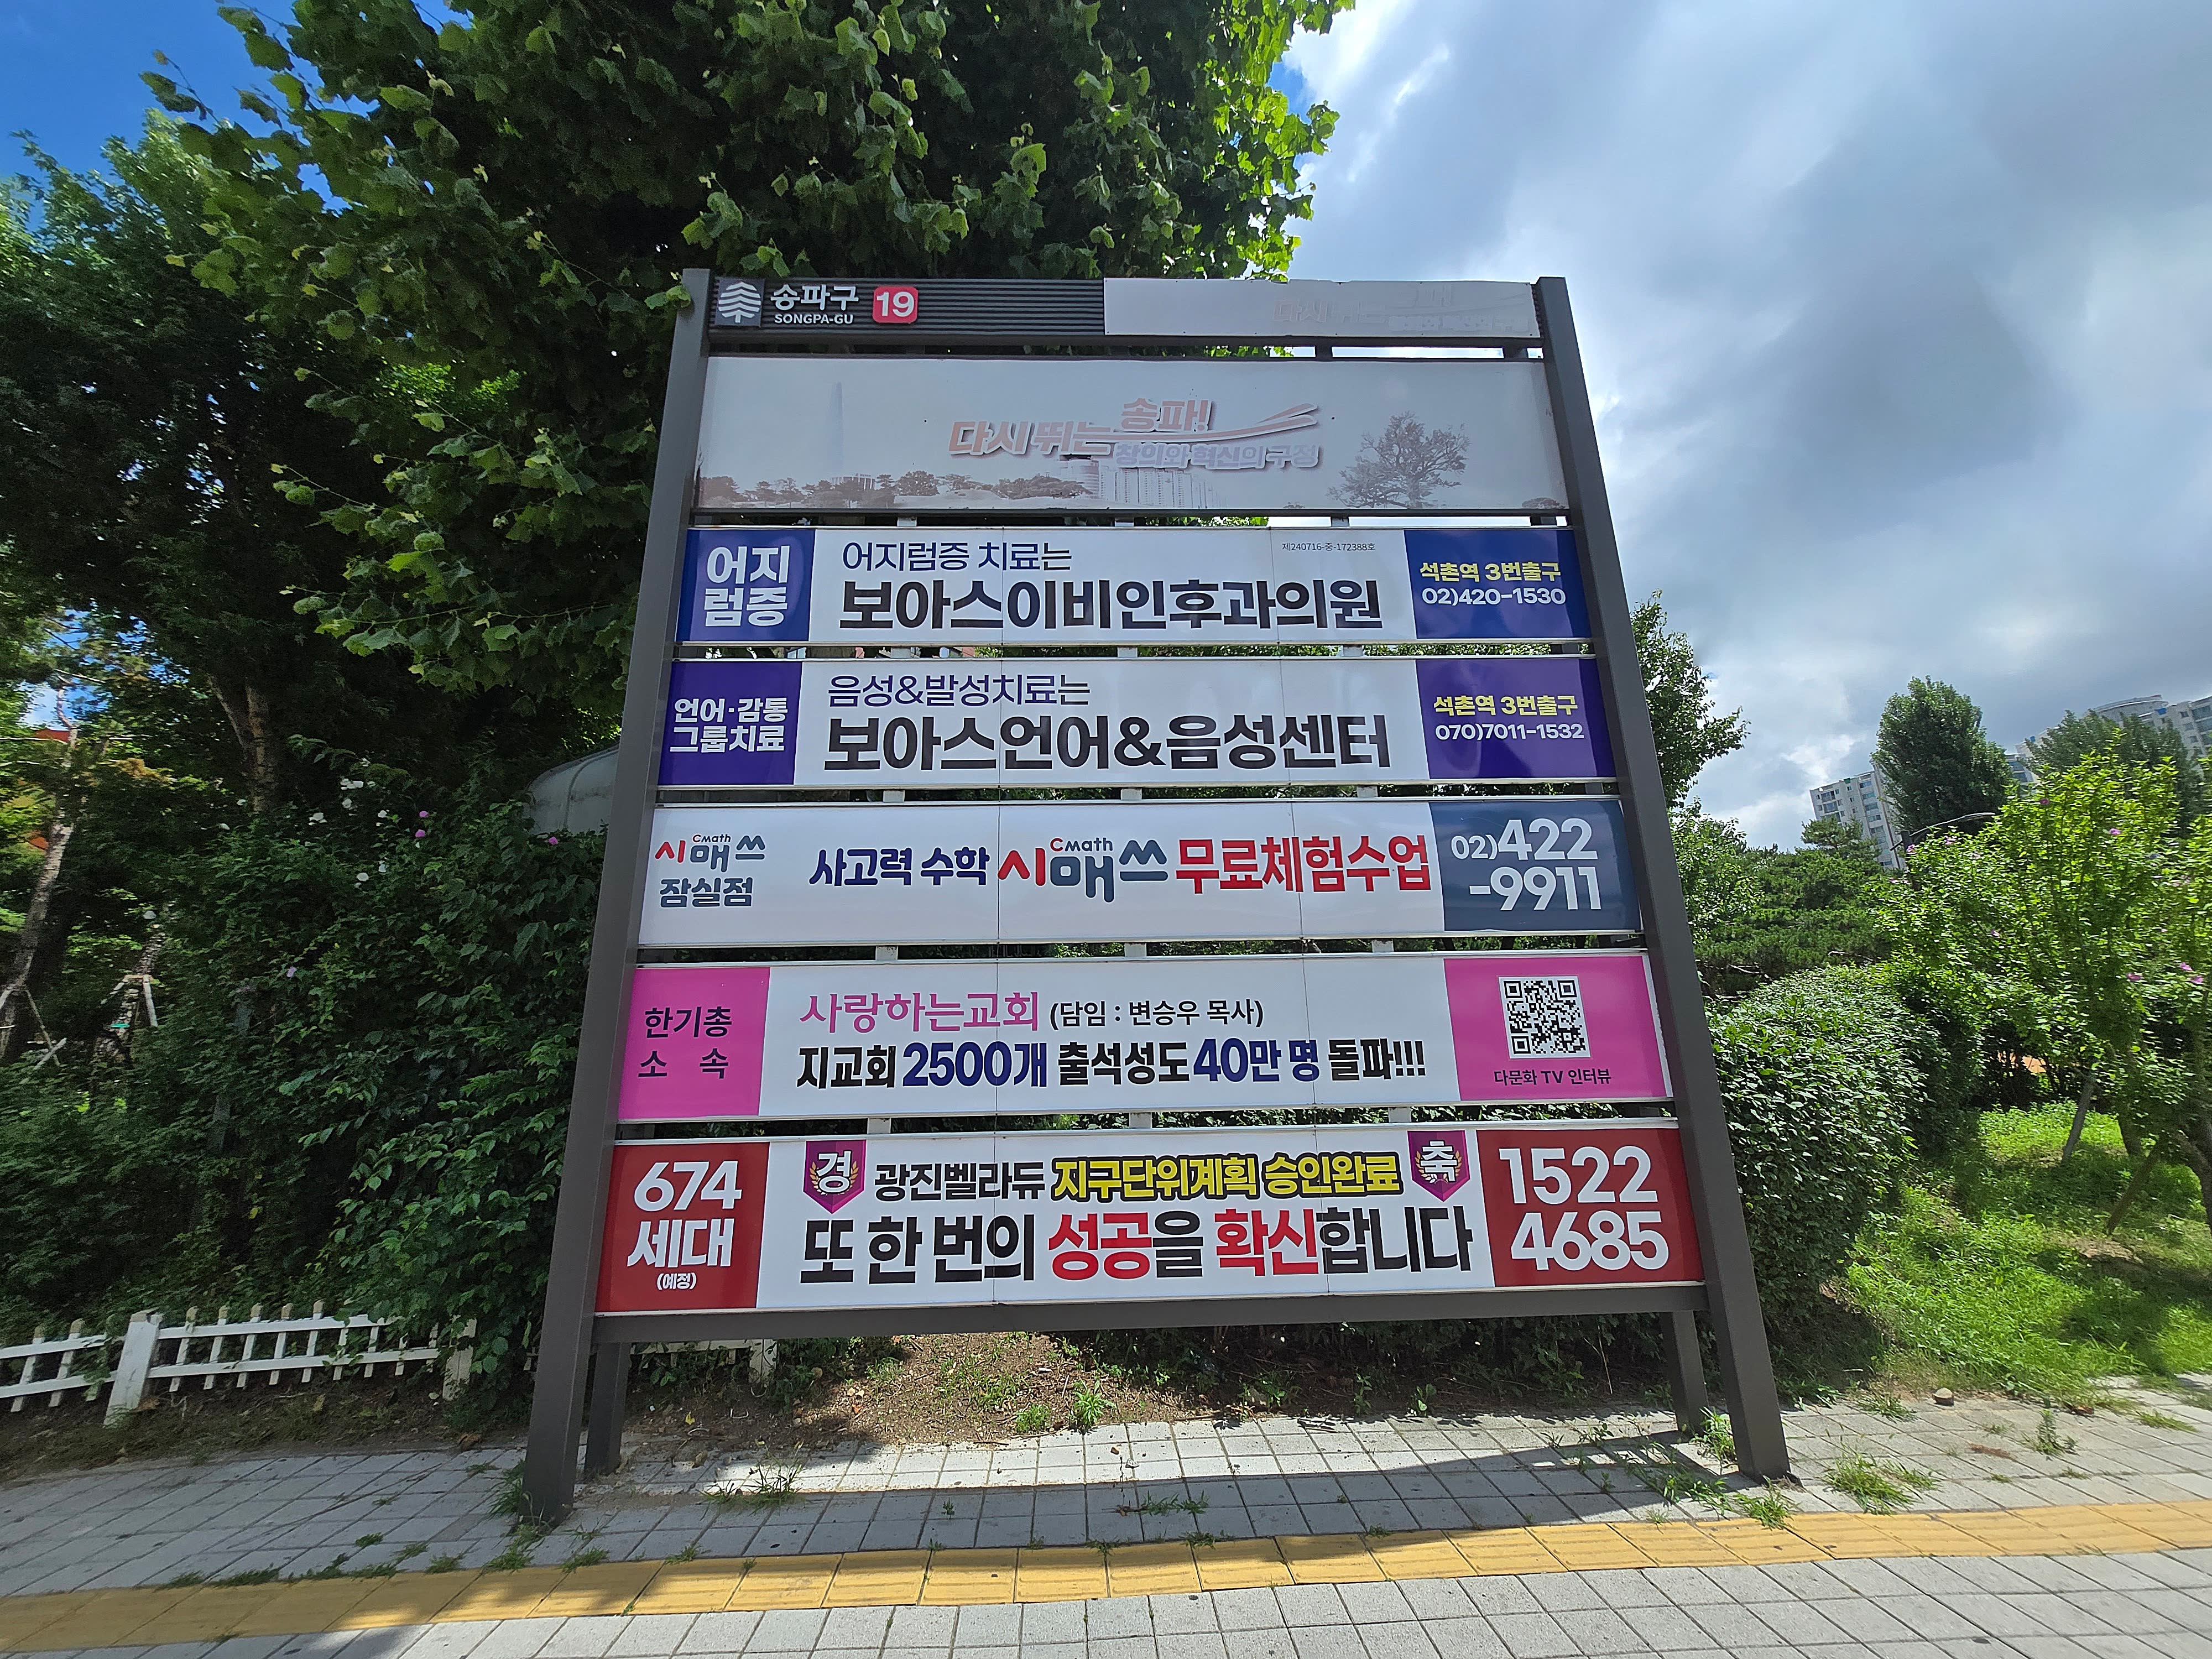 송파구 19
SONGPA-GU
다시 뛰는 송파!
창의와 혁신의 구정
어지
럼증
어지럼증 치료는
제240716-중-172388호
보아스이비인후과의원
석촌역 3번출구
02)420-1530
언어·감통
그룹치료
음성&발성치료는
보아스언어&음성센터
석촌역 3번출구
070)7011-1532
Cmath
시매쓰
잠실점
사고력 수학 Cmath 시매쓰 무료체험수업
02)422
-9911
한기총
소 속
사랑하는교회 (담임 : 변승우 목사)
지교회 2500개 출석성도 40만 명 돌파!!!
다문화 TV 인터뷰
674
세대
(예정)
경 광진벨라듀 지구단위계획 승인완료 축
또 한 번의 성공을 확신합니다
1522
4685